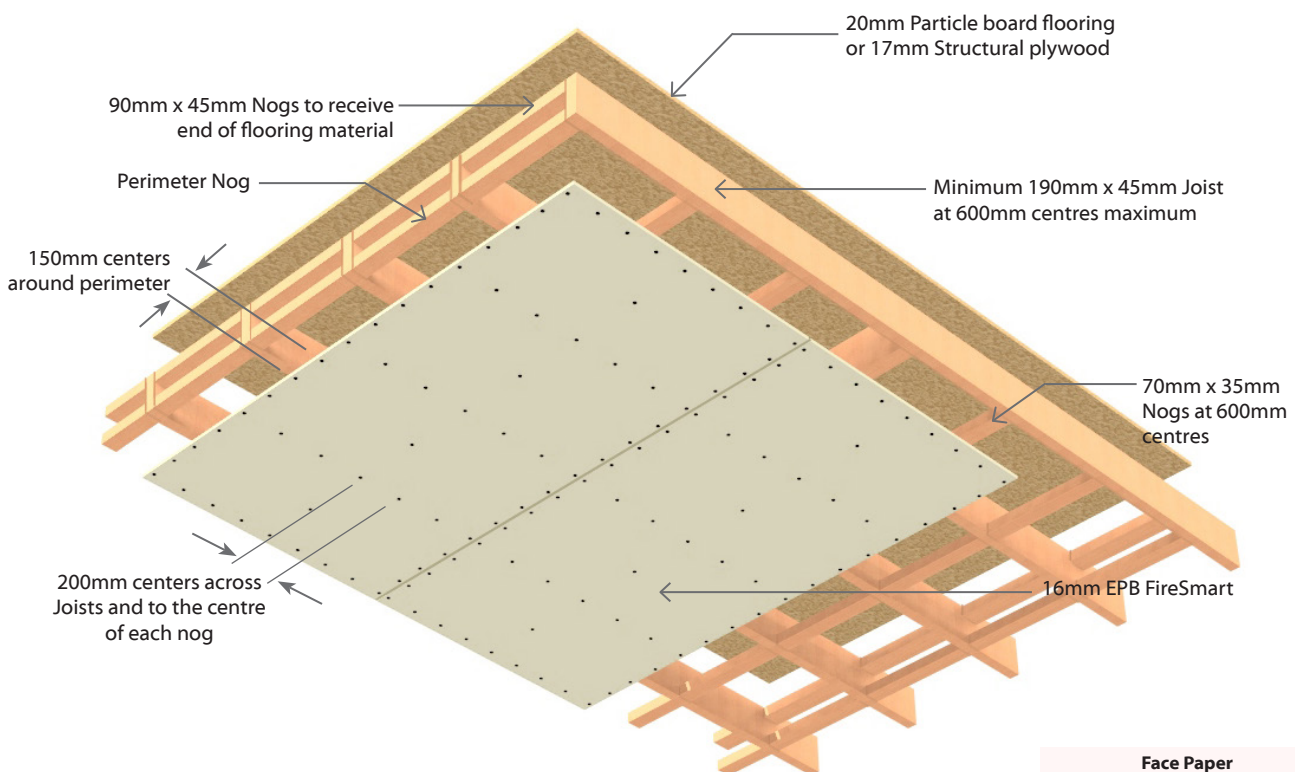 20mm Particle board flooring
or 17mm Structural plywood
90mm x 45mm Nogs to receive
end of flooring material
Perimeter Nog
Minimum 190mm x 45mm Joist
at 600mm centres maximum
150mm centers
around perimeter
70mm x 35mm
Nogs at 600mm
centres
200mm centers across
Joists and to the centre
of each nog
16mm EPB FireSmart
Face Paper